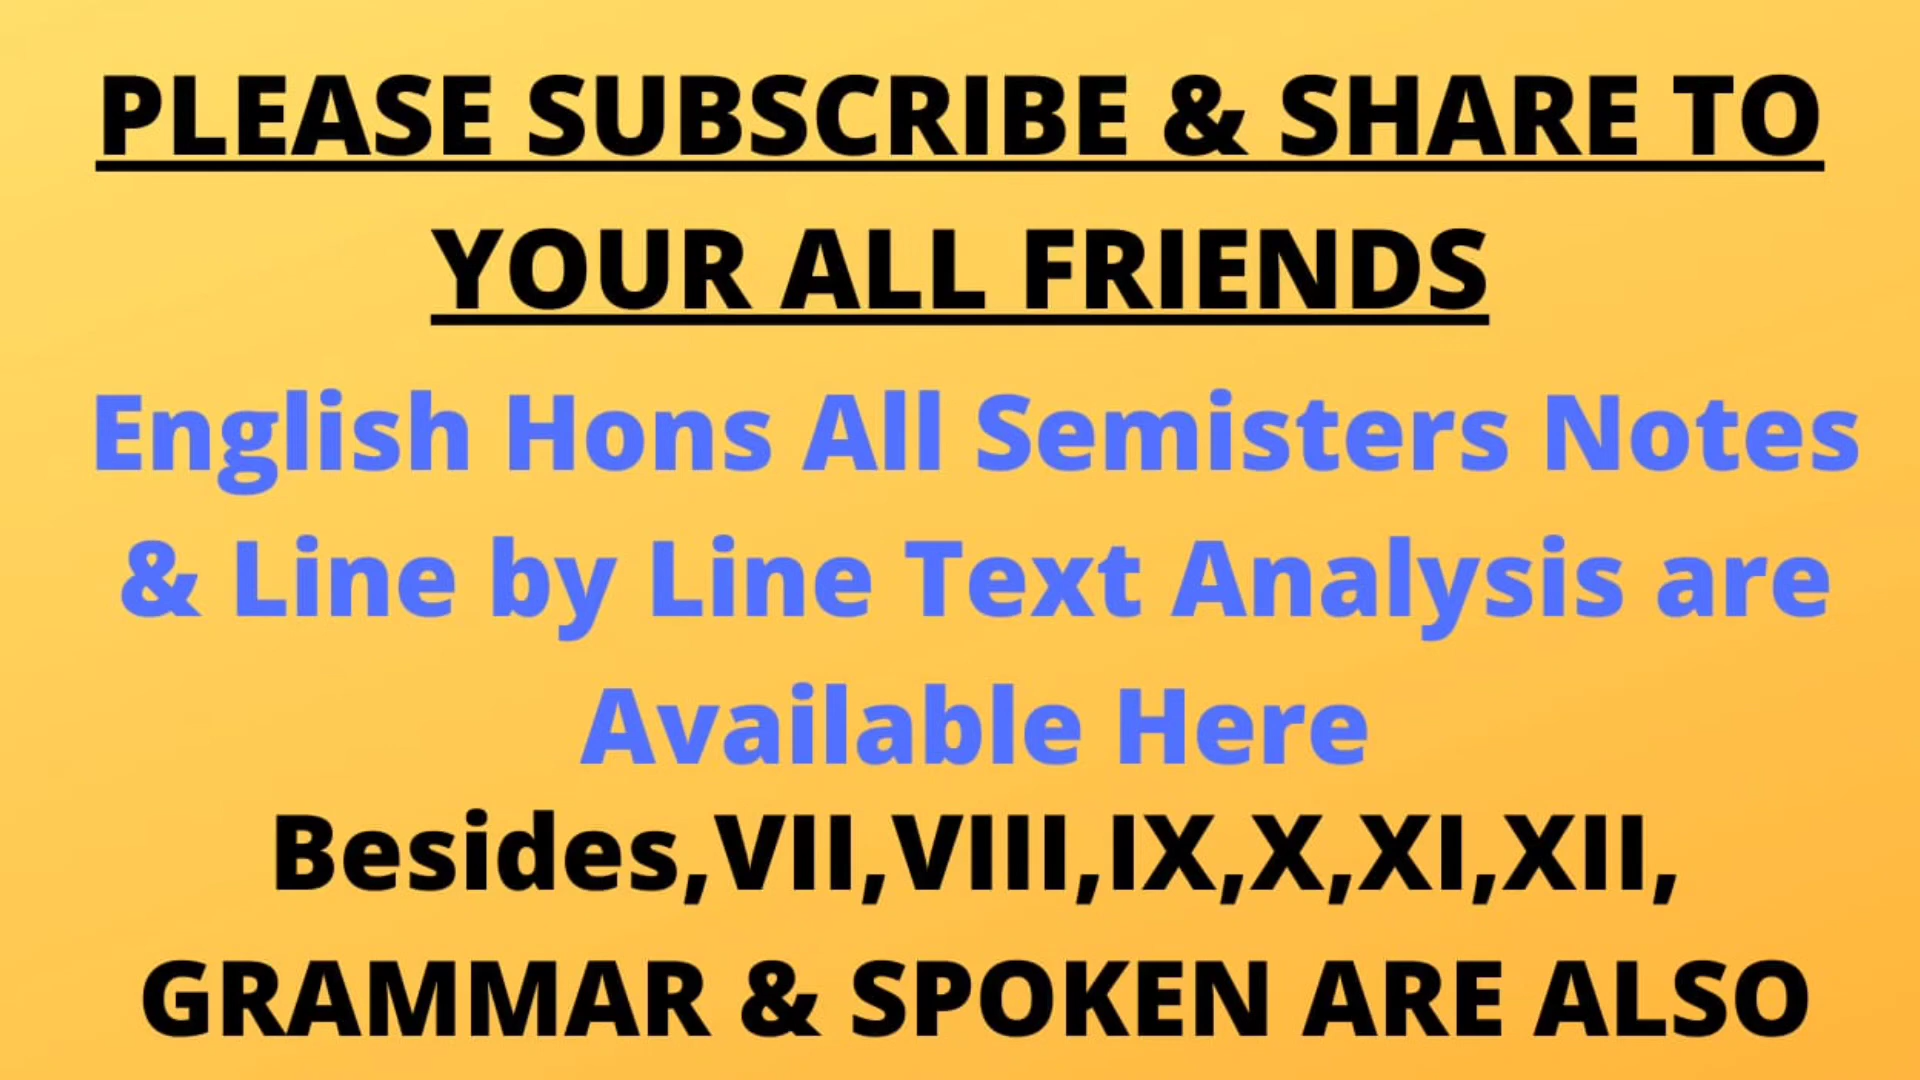 PLEASE SUBSCRIBE & SHARE TO
YOUR ALL FRIENDS
English Hons All Semisters Notes
& Line by Line Text Analysis are
Available Here
Besides,VII,VIII,IX,X,XI,XII,
GRAMMAR & SPOKEN ARE ALSO